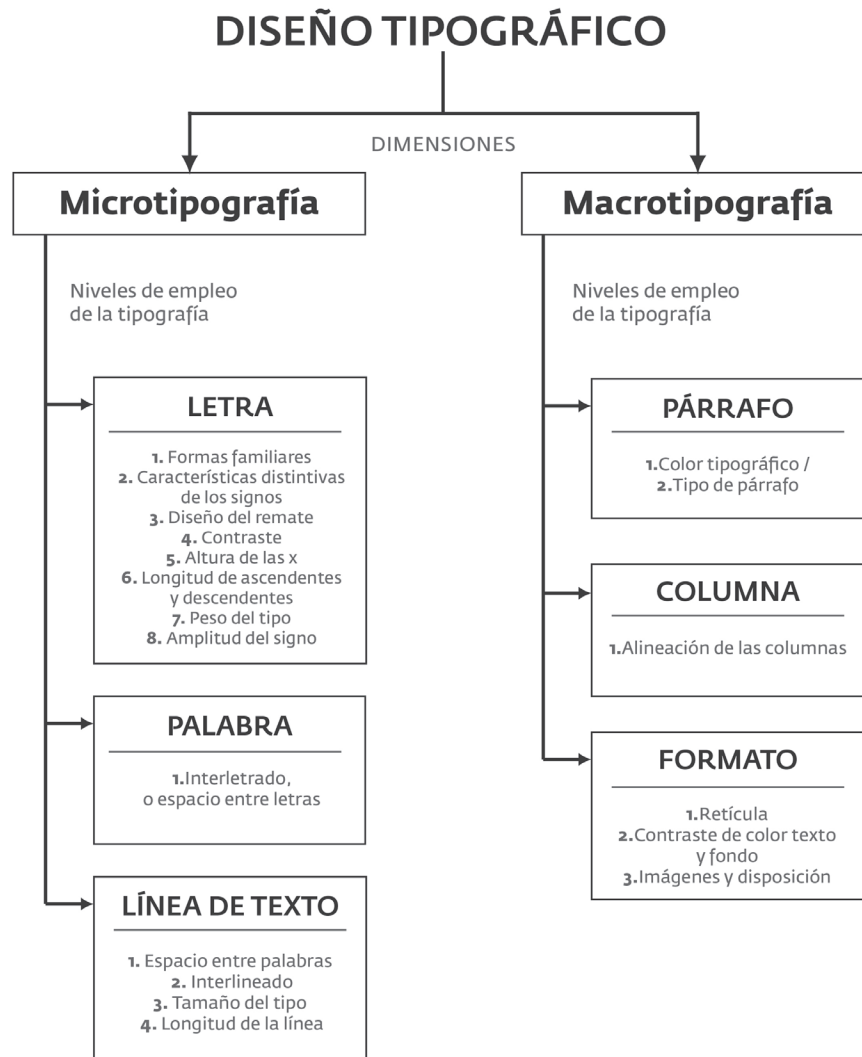 DISEÑO TIPOGRÁFICO
DIMENSIONES
Microtipografía
Niveles de empleo
de la tipografía
LETRA
1. Formas familiares
2. Características distintivas
de los signos
3. Diseño del remate
4. Contraste
5. Altura de las x
6. Longitud de ascendentes
y descendentes
7. Peso del tipo
8. Amplitud del signo
PALABRA
1.Interletrado,
o espacio entre letras
LÍNEA DE TEXTO
1. Espacio entre palabras
2. Interlineado
3. Tamaño del tipo
4. Longitud de la línea
Macrotipografía
Niveles de empleo
de la tipografía
PÁRRAFO
1.Color tipográfico /
2.Tipo de párrafo
COLUMNA
1.Alineación de las columnas
FORMATO
1.Retícula
2.Contraste de color texto
y fondo
3.Imágenes y disposición